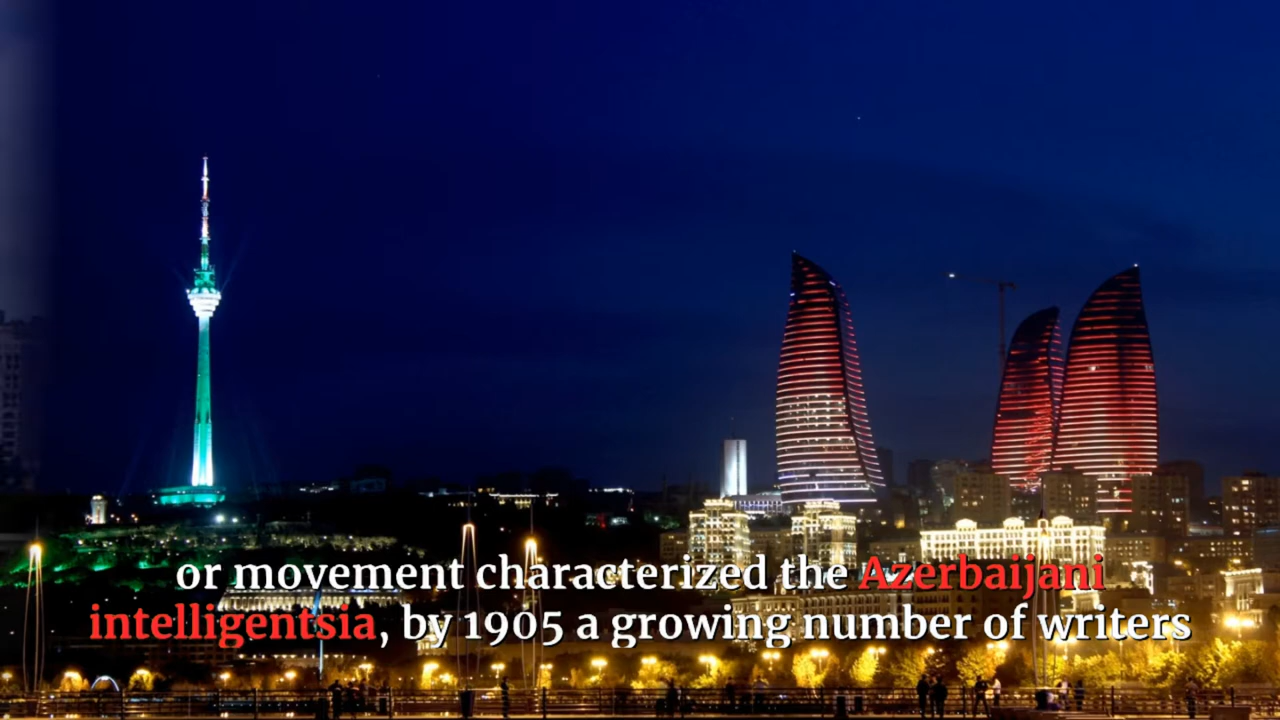 or movement characterized the Azerbaijani
intelligentsia, by 1905 a growing number of writers